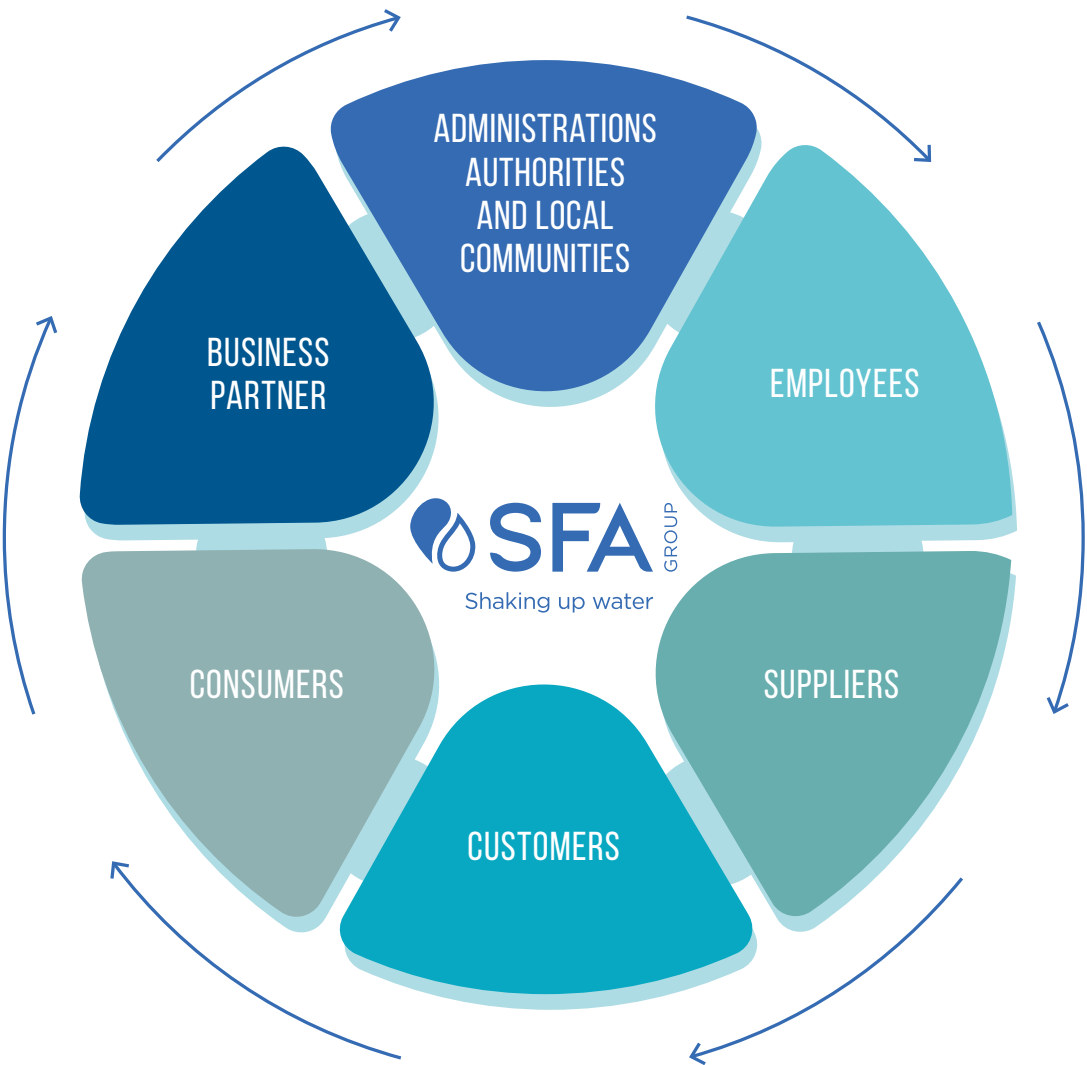 ADMINISTRATIONS
AUTHORITIES
AND LOCAL
COMMUNITIES
EMPLOYEES
SUPPLIERS
CUSTOMERS
CONSUMERS
BUSINESS
PARTNER
SFA GROUP
Shaking up water